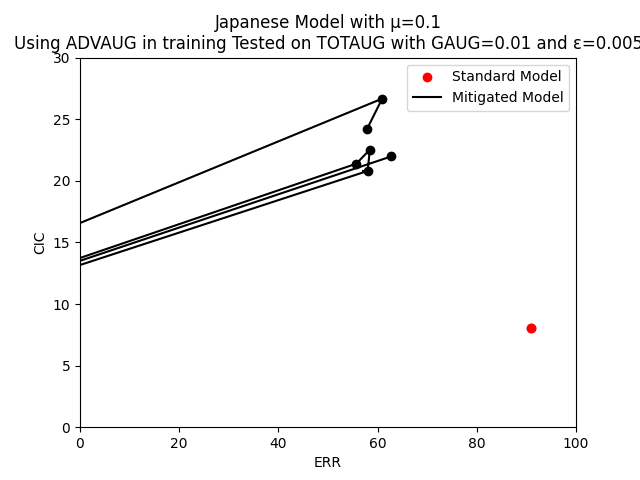 Japanese Model with μ=0.1
Using ADVAUG in training Tested on TOTAUG with GAUG=0.01 and ε=0.005
Standard Model
Mitigated Model
30
25
20
15
10
5
0
CIC
0 20 40 60 80 100
ERR